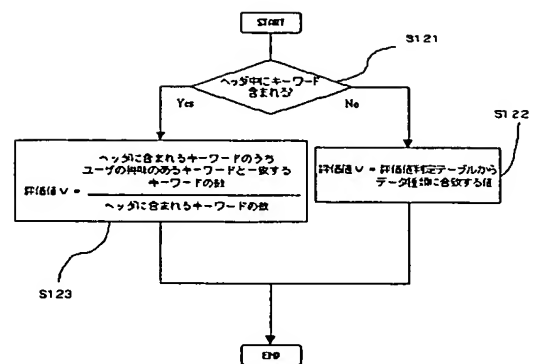 START
S121
ヘッダ中にキーワード
含まれる?
Yes
No
S122
ヘッダに含まれるキーワードのうち
ユーザの興味のあるキーワードと一致する
キーワードの数
評価値 V =
ヘッダに含まれるキーワードの数
評価値 V = 評価値判定テーブルから
データ種類に合致する値
S123
END